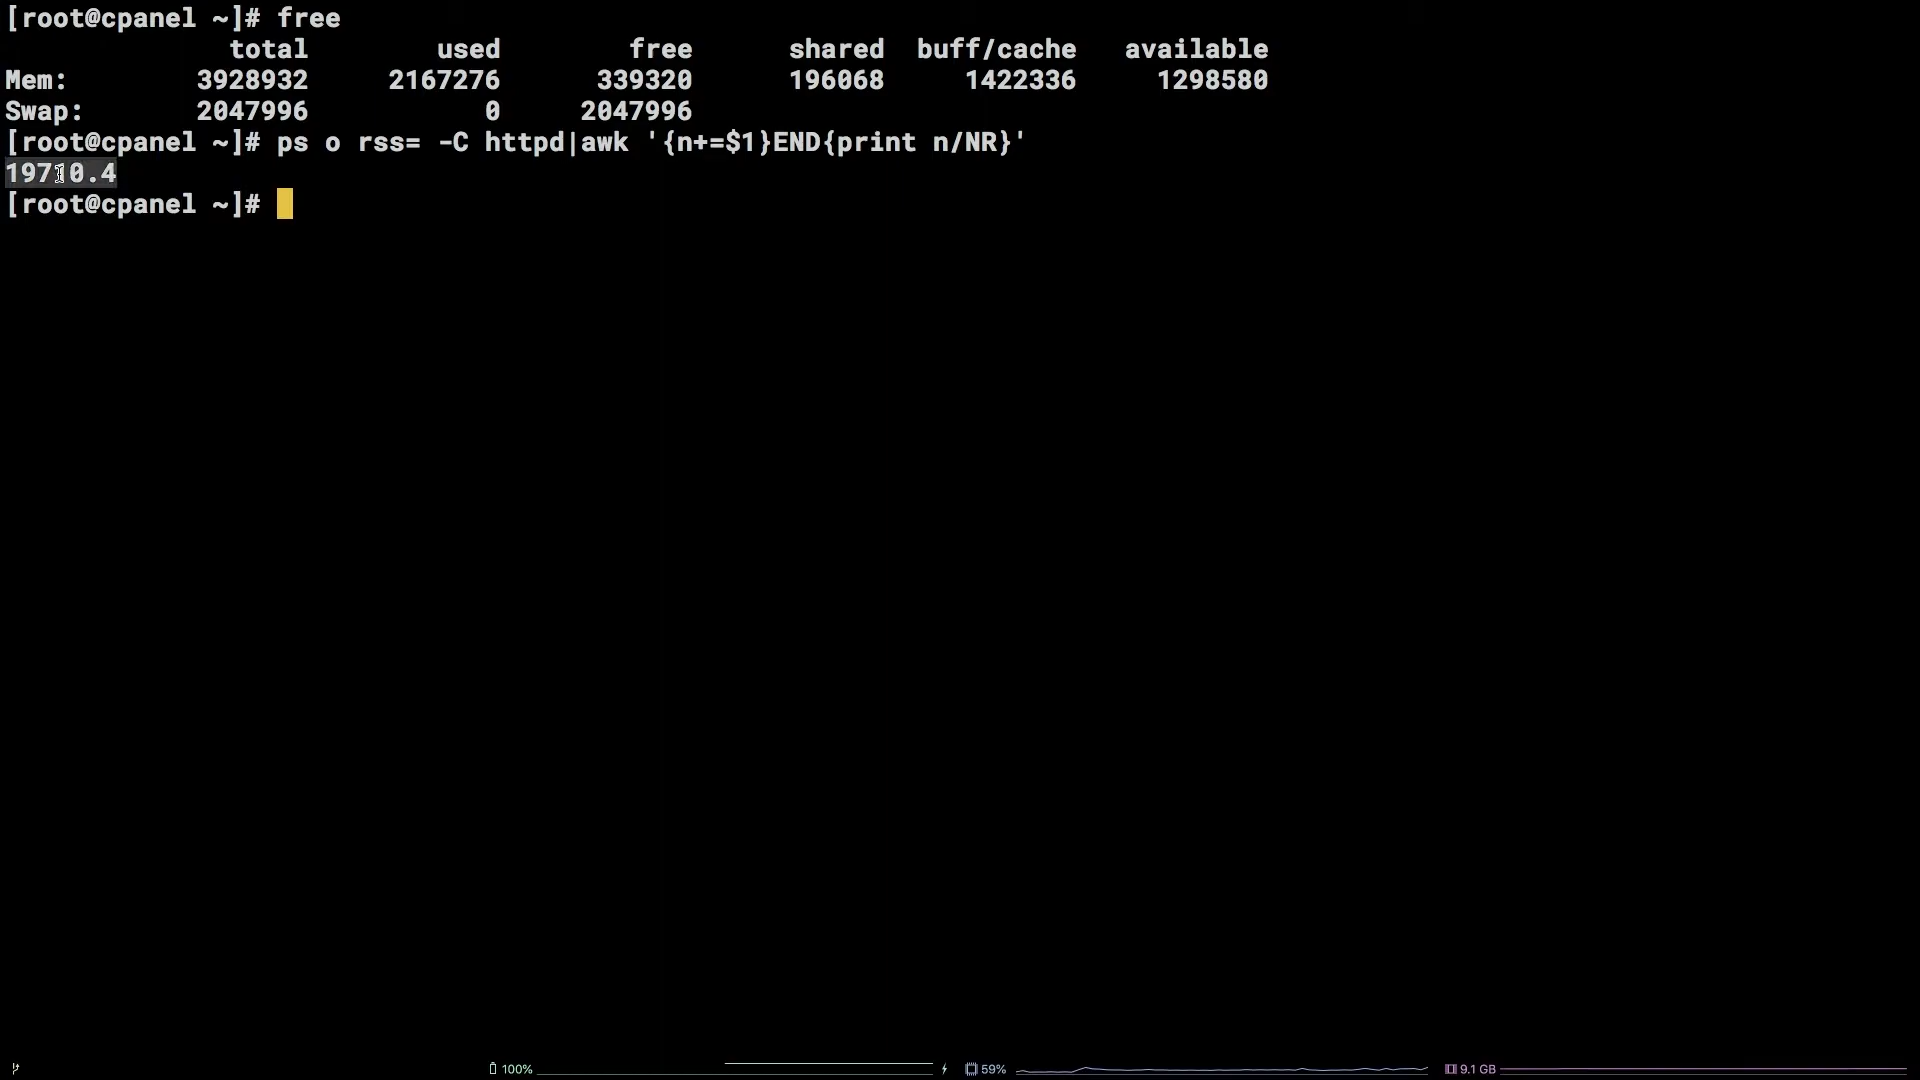 [root@cpanel ~]# free
total used free shared buff/cache available
Mem: 3928932 2167276 339320 196068 1422336 1298580
Swap: 2047996 0 2047996
[root@cpanel ~]# ps o rss= -C httpd|awk '{n+=$1}END{print n/NR}'
19710.4
[root@cpanel ~]#
100% 59% 9.1 GB